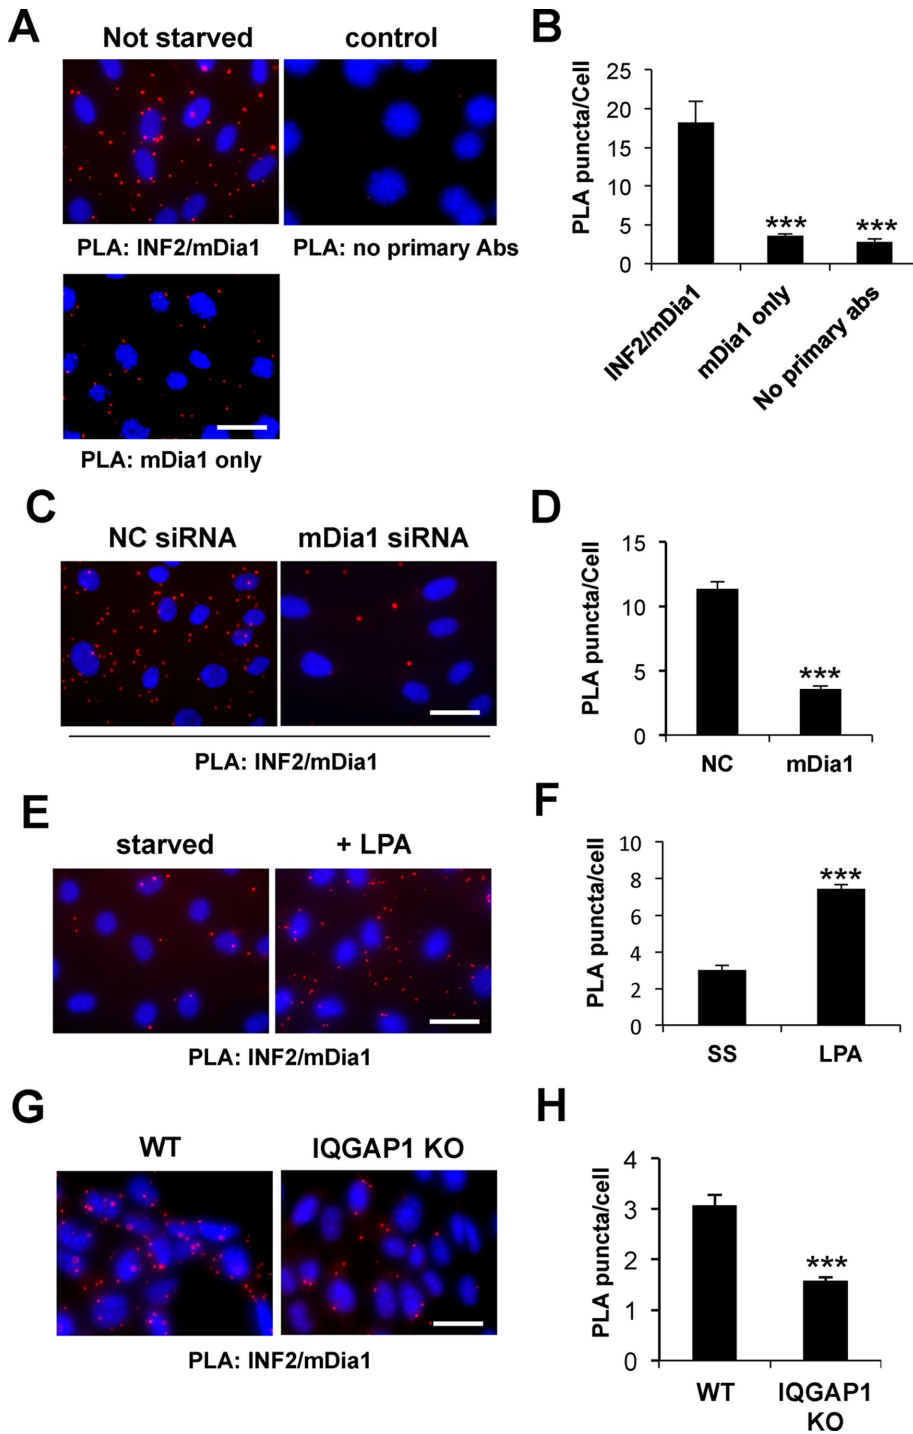 A
Not starved
control
PLA: INF2/mDia1
PLA: no primary Abs
PLA: mDia1 only
B
PLA puncta/Cell
25
20
15
10
5
0
***
***
INF2/mDia1
mDia1 only
No primary abs
C
NC siRNA
mDia1 siRNA
PLA: INF2/mDia1
D
PLA puncta/Cell
15
10
5
0
***
NC
mDia1
E
starved
+ LPA
PLA: INF2/mDia1
F
PLA puncta/cell
10
8
6
4
2
0
***
SS
LPA
G
WT
IQGAP1 KO
PLA: INF2/mDia1
H
PLA puncta/cell
4
3
2
1
0
***
WT
IQGAP1
KO